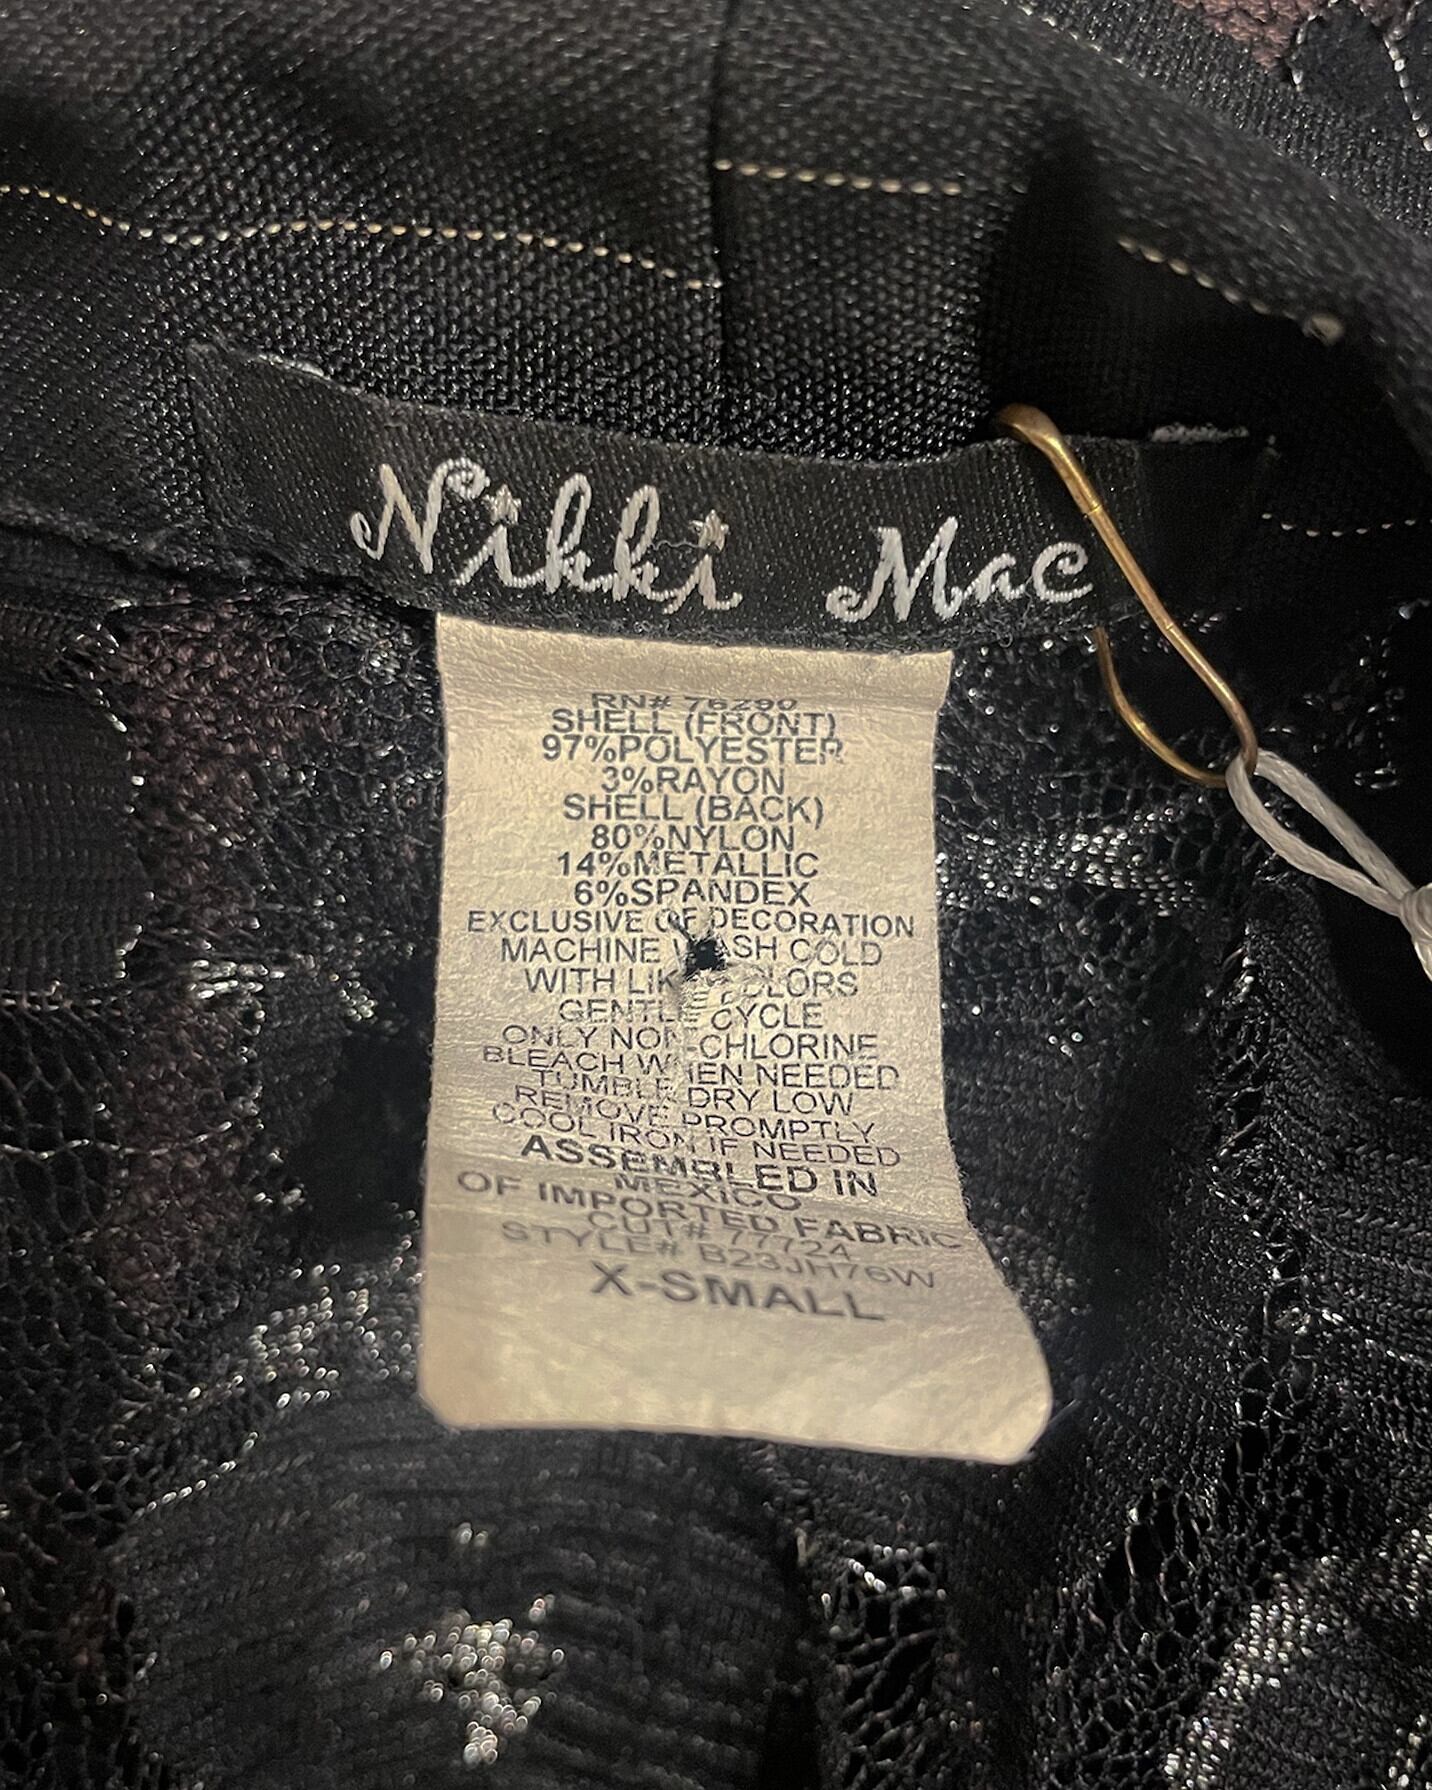 Nikki Mac
RN# 76290
SHELL (FRONT)
97%POLYESTER
3%RAYON
SHELL (BACK)
80%NYLON
14%METALLIC
6%SPANDEX
EXCLUSIVE OF DECORATION
MACHINE WASH COLD
WITH LIKE COLORS
GENTLE CYCLE
ONLY NON-CHLORINE
BLEACH WHEN NEEDED
TUMBLE DRY LOW
REMOVE PROMPTLY
COOL IRON IF NEEDED
ASSEMBLED IN
MEXICO
OF IMPORTED FABRIC
CUT# 77724
STYLE# B23JH76W
X-SMALL